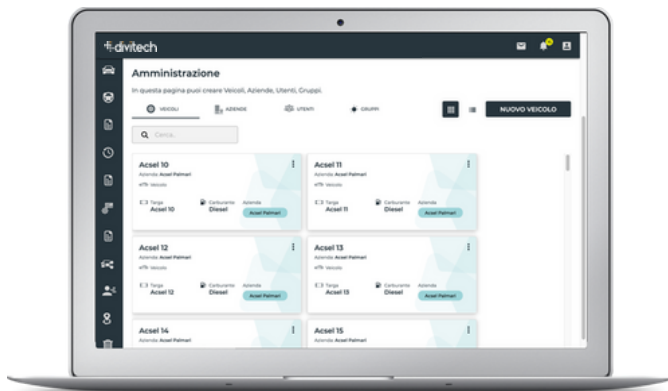 divitech
Amministrazione
In questa pagina puoi creare Veicoli, Aziende, Utenti, Gruppi.
VEICOLI AZIENDE UTENTI GRUPPI NUOVO VEICOLO
Cerca..
Acsel 10 Acsel 11
Azienda Acsel Palmari Azienda Acsel Palmari
Veicolo Veicolo
Targa Carburante Azienda Targa Carburante Azienda
Acsel 10 Diesel Acsel Palmari Acsel 11 Diesel Acsel Palmari
Acsel 12 Acsel 13
Azienda Acsel Palmari Azienda Acsel Palmari
Veicolo Veicolo
Targa Carburante Azienda Targa Carburante Azienda
Acsel 12 Diesel Acsel Palmari Acsel 13 Diesel Acsel Palmari
Acsel 14 Acsel 15
Azienda Acsel Palmari Azienda Acsel Palmari